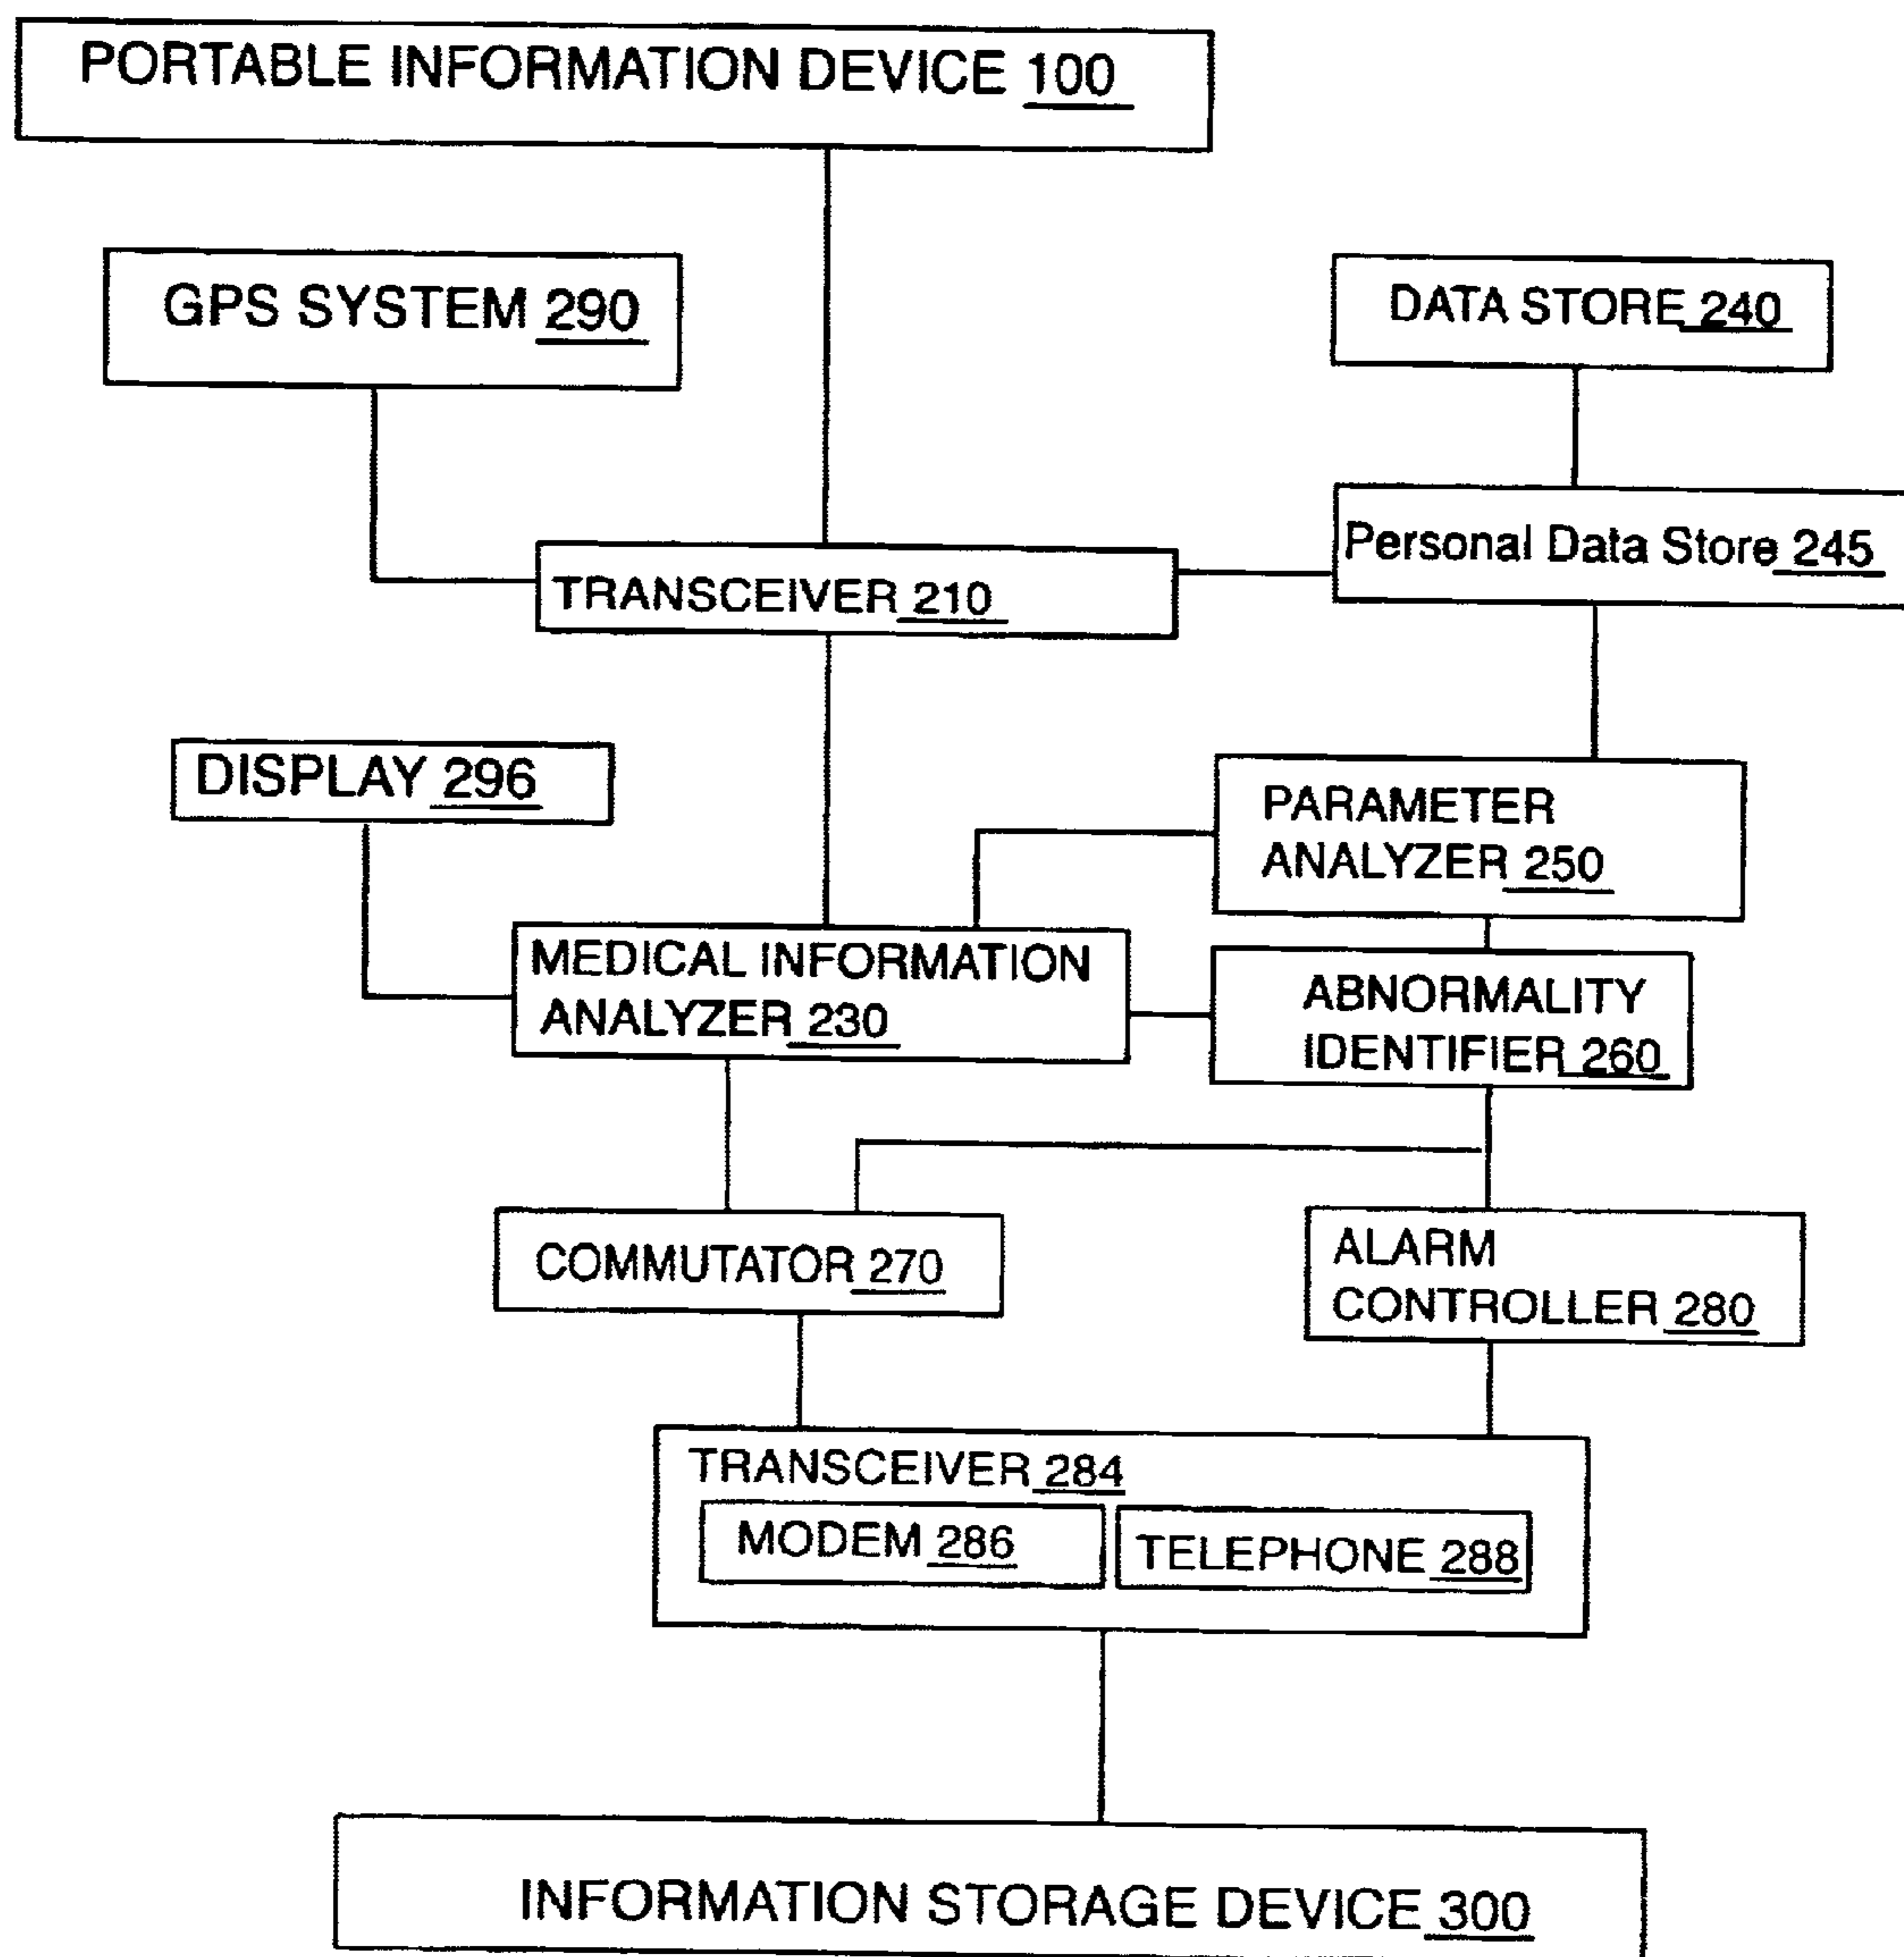 PORTABLE INFORMATION DEVICE 100
GPS SYSTEM 290
DATA STORE 240
Personal Data Store 245
TRANSCEIVER 210
DISPLAY 296
PARAMETER
ANALYZER 250
MEDICAL INFORMATION
ANALYZER 230
ABNORMALITY
IDENTIFIER 260
COMMUTATOR 270
ALARM
CONTROLLER 280
TRANSCEIVER 284
MODEM 286
TELEPHONE 288
INFORMATION STORAGE DEVICE 300